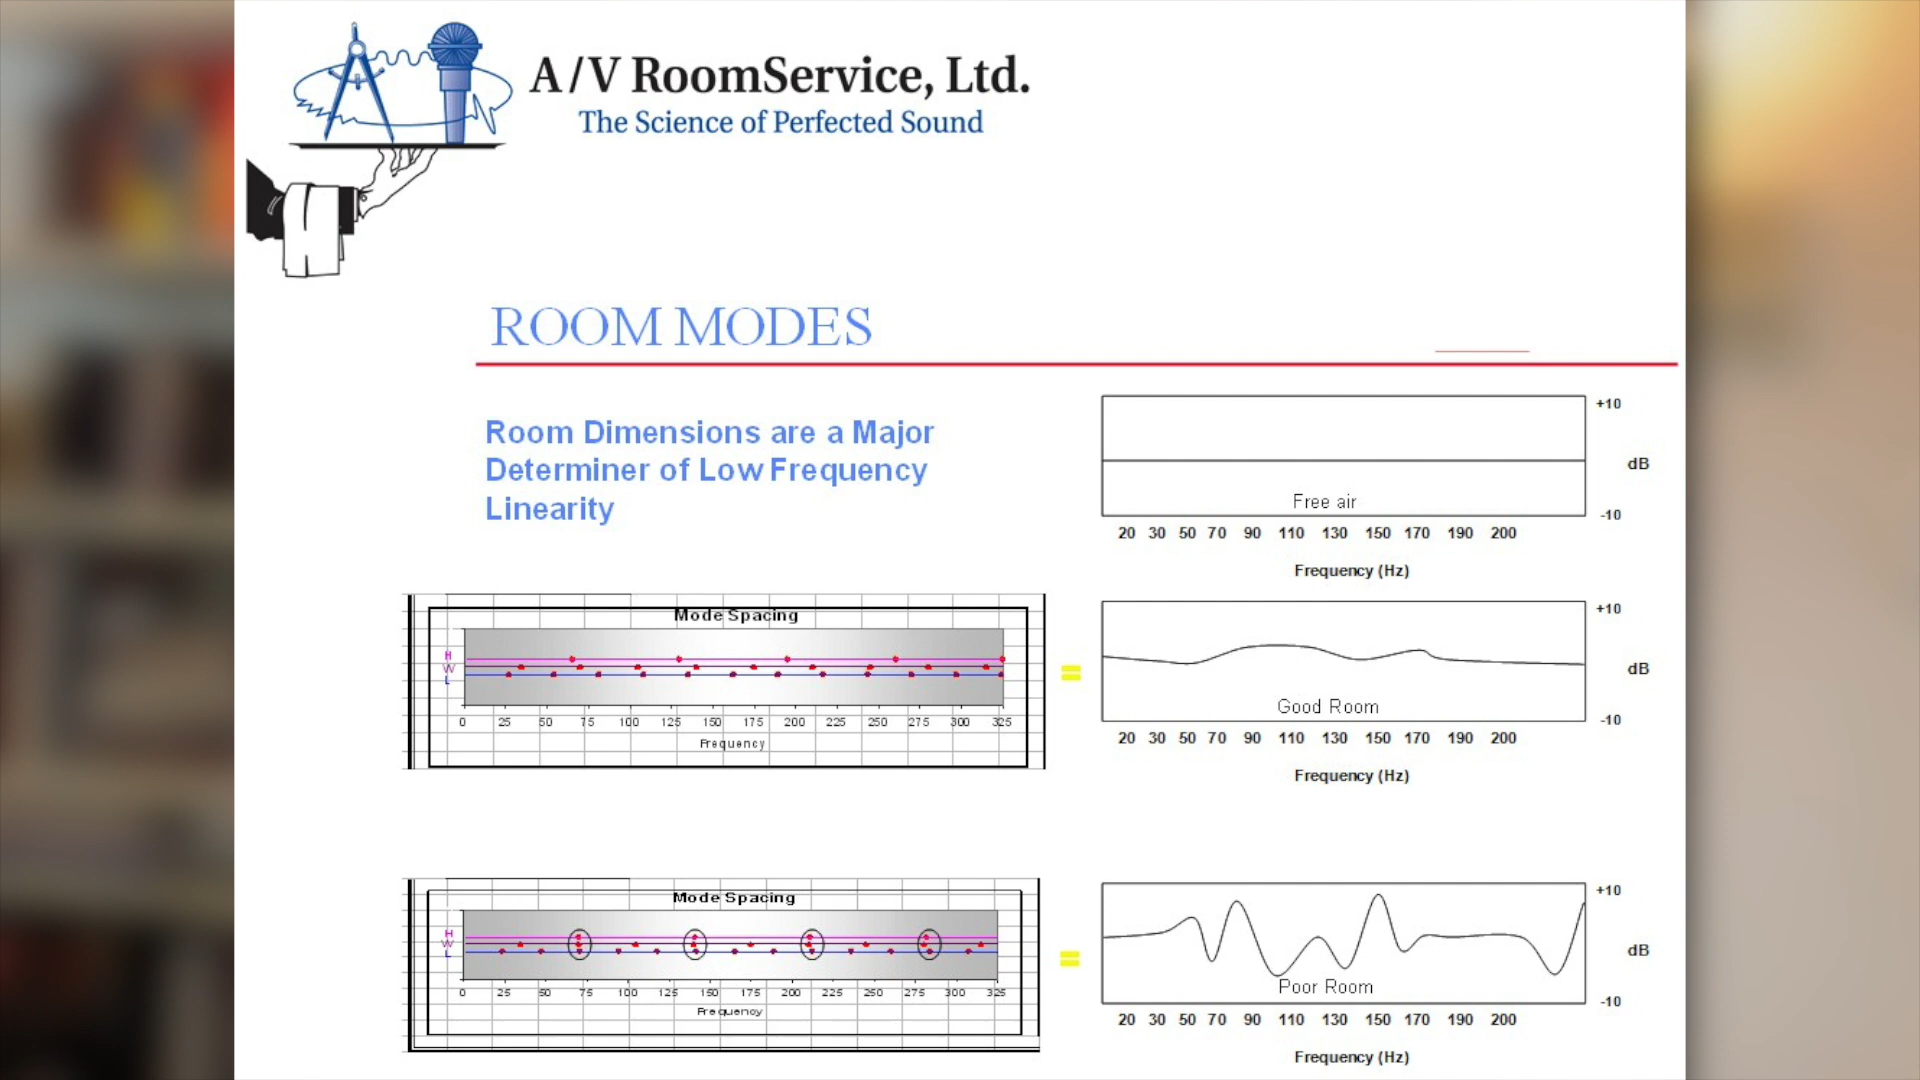 A/V RoomService, Ltd.
The Science of Perfected Sound
ROOM MODES
Room Dimensions are a Major
Determiner of Low Frequency
Linearity
+10
dB
Free air
-10
20 30 50 70 90 110 130 150 170 190 200
Frequency (Hz)
Mode Spacing
H
W
L
0 25 50 75 100 125 150 175 200 225 250 275 300 325
Frequency
=
+10
dB
Good Room
-10
20 30 50 70 90 110 130 150 170 190 200
Frequency (Hz)
Mode Spacing
H
W
L
0 25 50 75 100 125 150 175 200 225 250 275 300 325
Frequency
=
+10
dB
Poor Room
-10
20 30 50 70 90 110 130 150 170 190 200
Frequency (Hz)